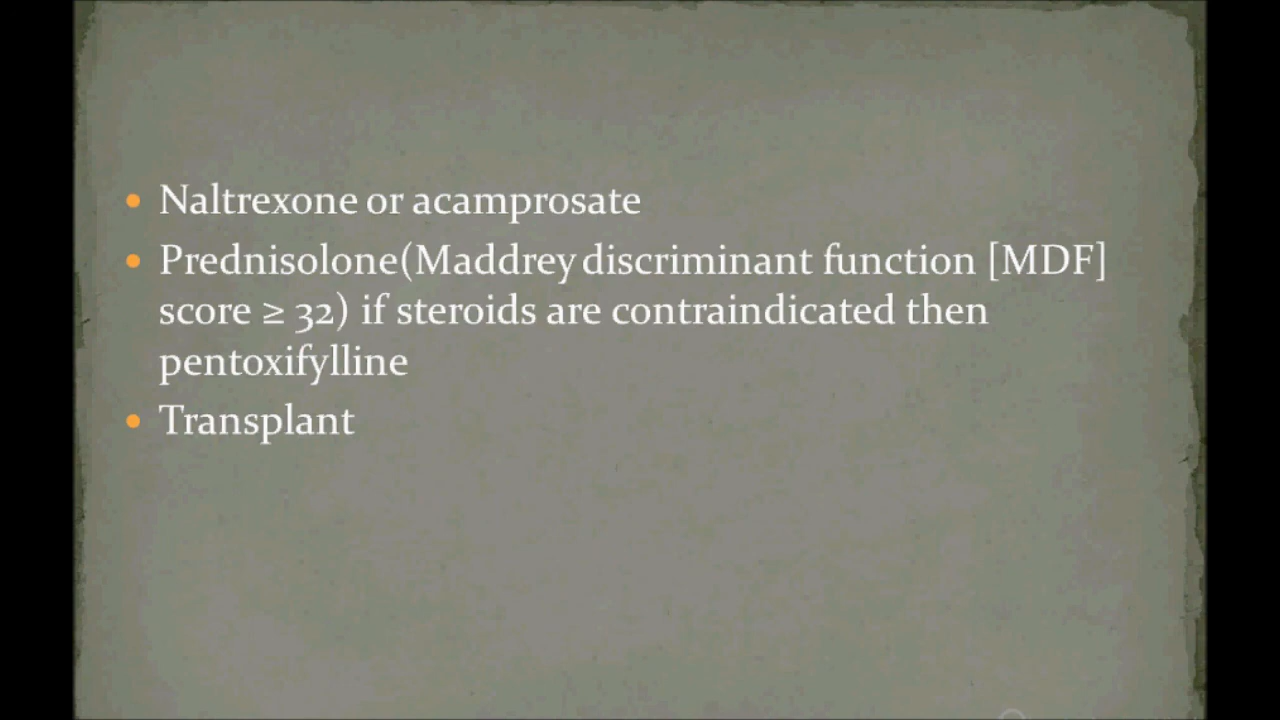 • Naltrexone or acamprosate
• Prednisolone(Maddrey discriminant function [MDF]
score ≥ 32) if steroids are contraindicated then
pentoxifylline
• Transplant